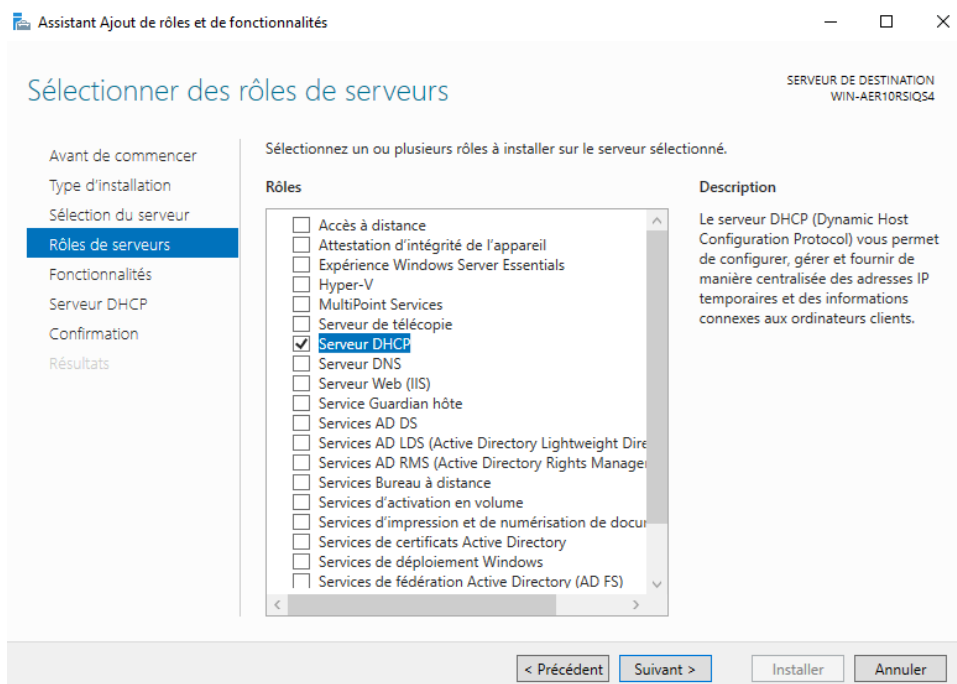 Assistant Ajout de rôles et de fonctionnalités
Sélectionner des rôles de serveurs
SERVEUR DE DESTINATION
WIN-AER10RSIQS4
Avant de commencer
Type d'installation
Sélection du serveur
Rôles de serveurs
Fonctionnalités
Serveur DHCP
Confirmation
Résultats
Sélectionnez un ou plusieurs rôles à installer sur le serveur sélectionné.
Rôles
Accès à distance
Attestation d'intégrité de l'appareil
Expérience Windows Server Essentials
Hyper-V
MultiPoint Services
Serveur de télécopie
Serveur DHCP
Serveur DNS
Serveur Web (IIS)
Service Guardian hôte
Services AD DS
Services AD LDS (Active Directory Lightweight Dire
Services AD RMS (Active Directory Rights Manager
Services Bureau à distance
Services d'activation en volume
Services d'impression et de numérisation de docur
Services de certificats Active Directory
Services de déploiement Windows
Services de fédération Active Directory (AD FS)
Description
Le serveur DHCP (Dynamic Host
Configuration Protocol) vous permet
de configurer, gérer et fournir de
manière centralisée des adresses IP
temporaires et des informations
connexes aux ordinateurs clients.
< Précédent
Suivant >
Installer
Annuler